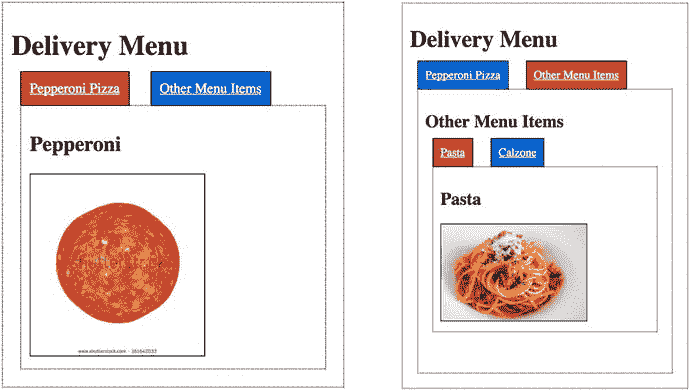 Delivery Menu
Pepperoni Pizza
Other Menu Items
Pepperoni
www.shutterstock.com · 161642033
Delivery Menu
Pepperoni Pizza
Other Menu Items
Other Menu Items
Pasta
Calzone
Pasta